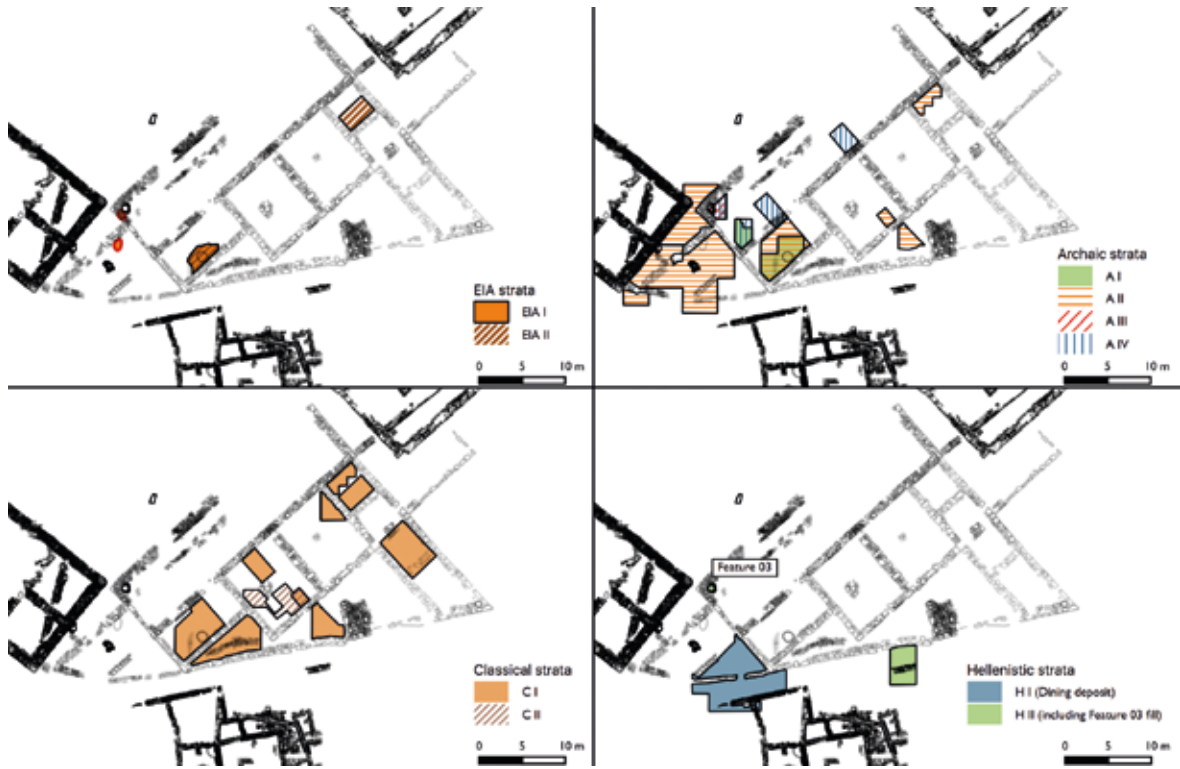 EIA strata
EIA I
EIA II
0 5 10 m
Archaic strata
A I
A II
A III
A IV
0 5 10 m
Classical strata
C I
C II
0 5 10 m
Feature 03
Hellenistic strata
H I (Dining deposit)
H II (including Feature 03 fill)
0 5 10 m